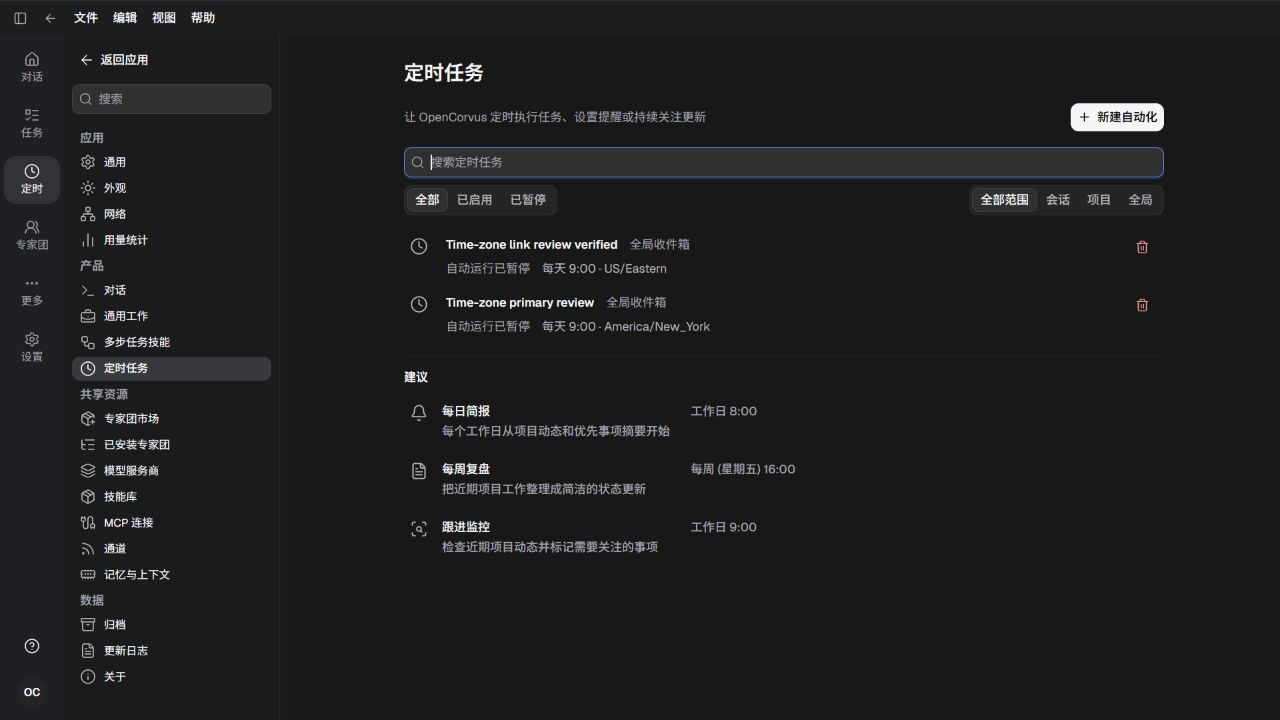 文件 编辑 视图 帮助
对话
任务
定时
专家团
更多
设置
OC
返回应用
搜索
应用
通用
外观
网络
用量统计
产品
对话
通用工作
多步任务技能
定时任务
共享资源
专家团市场
已安装专家团
模型服务商
技能库
MCP 连接
通道
记忆与上下文
数据
归档
更新日志
关于
定时任务
让 OpenCorvus 定时执行任务、设置提醒或持续关注更新
新建自动化
搜索定时任务
全部 已启用 已暂停
全部范围 会话 项目 全局
Time-zone link review verified 全局收件箱
自动运行已暂停 每天 9:00 · US/Eastern
Time-zone primary review 全局收件箱
自动运行已暂停 每天 9:00 · America/New_York
建议
每日简报 工作日 8:00
每个工作日从项目动态和优先事项摘要开始
每周复盘 每周 (星期五) 16:00
把近期项目工作整理成简洁的状态更新
跟进监控 工作日 9:00
检查近期项目动态并标记需要关注的事项